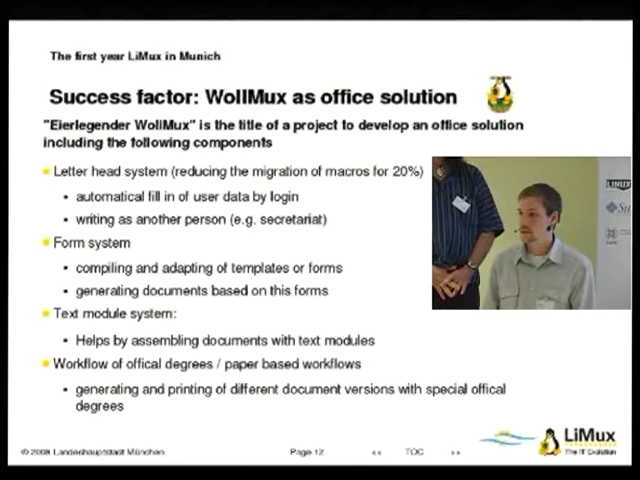 The first year LiMux in Munich
Success factor: WollMux as office solution
"Eierlegender WollMux" is the title of a project to develop an office solution
including the following components
Letter head system (reducing the migration of macros for 20%)
automatical fill in of user data by login
writing as another person (e.g. secretariat)
Form system
compiling and adapting of templates or forms
generating documents based on this forms
Text module system:
Helps by assembling documents with text modules
Workflow of offical degrees / paper based workflows
generating and printing of different document versions with special offical
degrees
LINUX
© 2008 Landeshauptstadt München
Page 12
TOC
LiMux
The IT Evolution